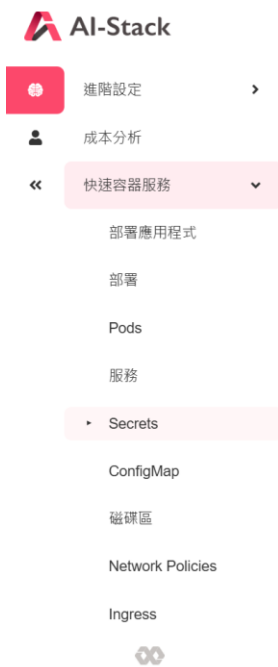 AI-Stack
進階設定
成本分析
快速容器服務
部署應用程式
部署
Pods
服務
Secrets
ConfigMap
磁碟區
Network Policies
Ingress